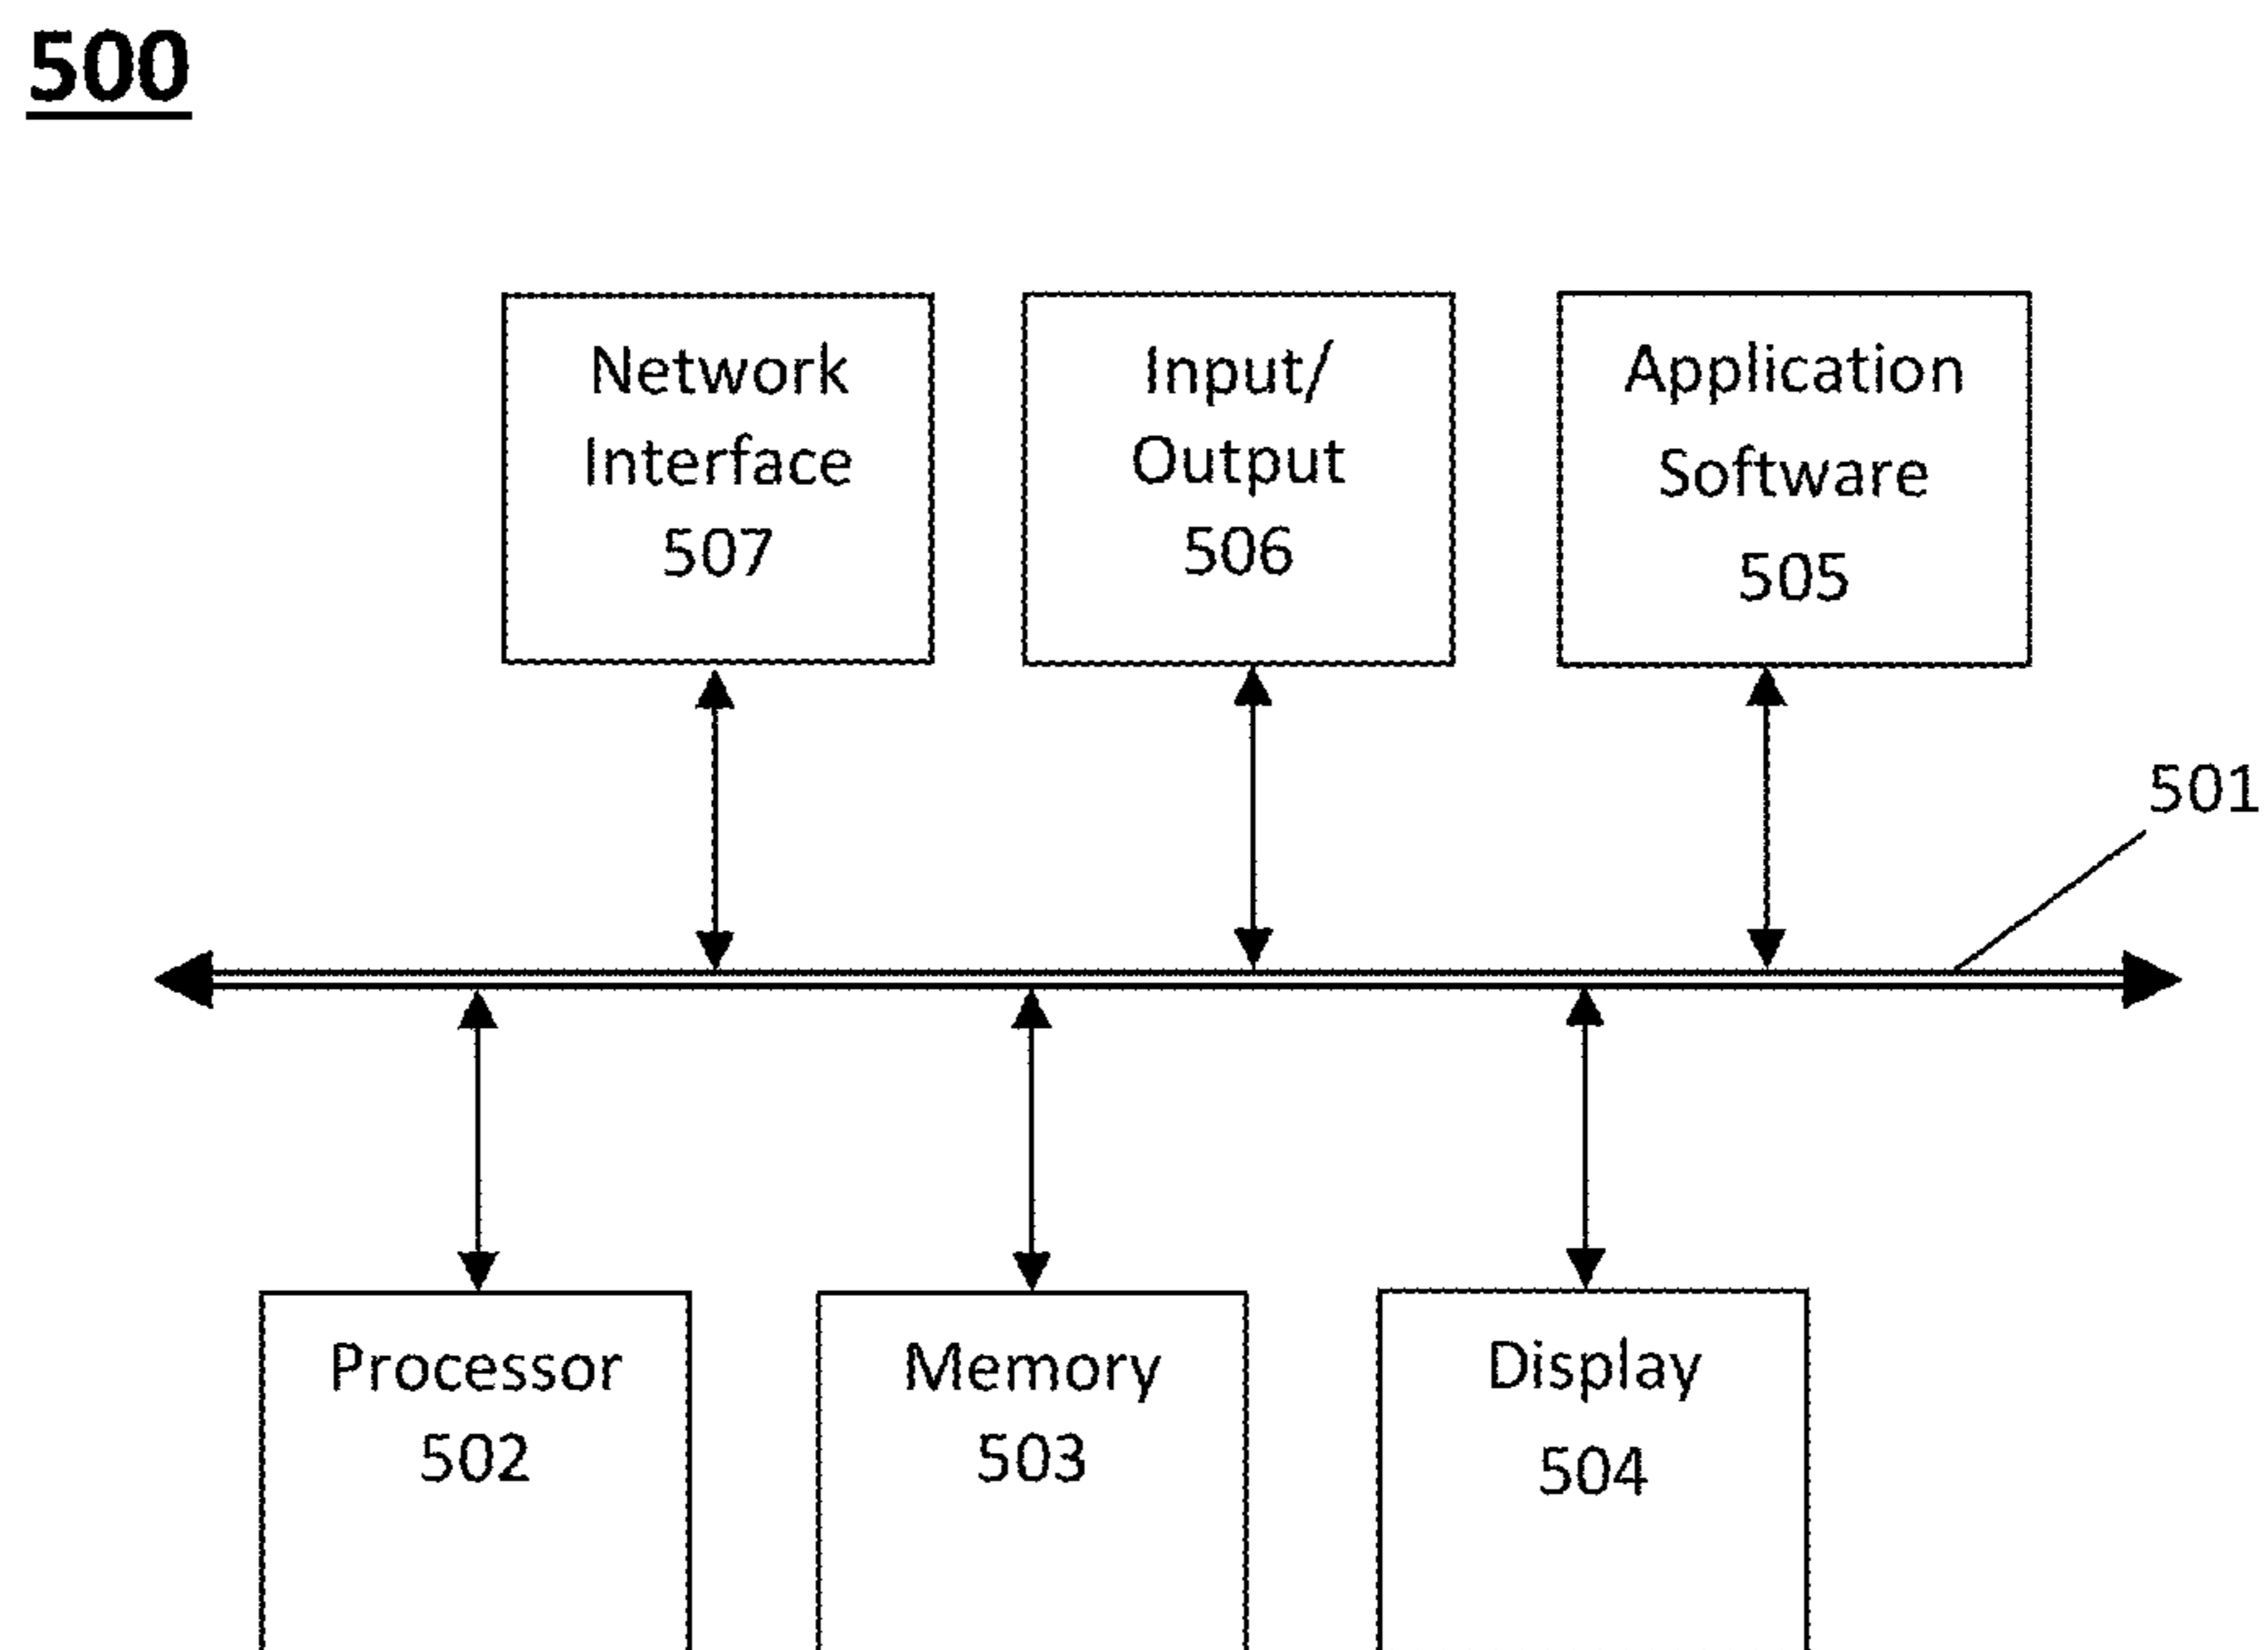 500
Network
Interface
507
Input/
Output
506
Application
Software
505
501
Processor
502
Memory
503
Display
504